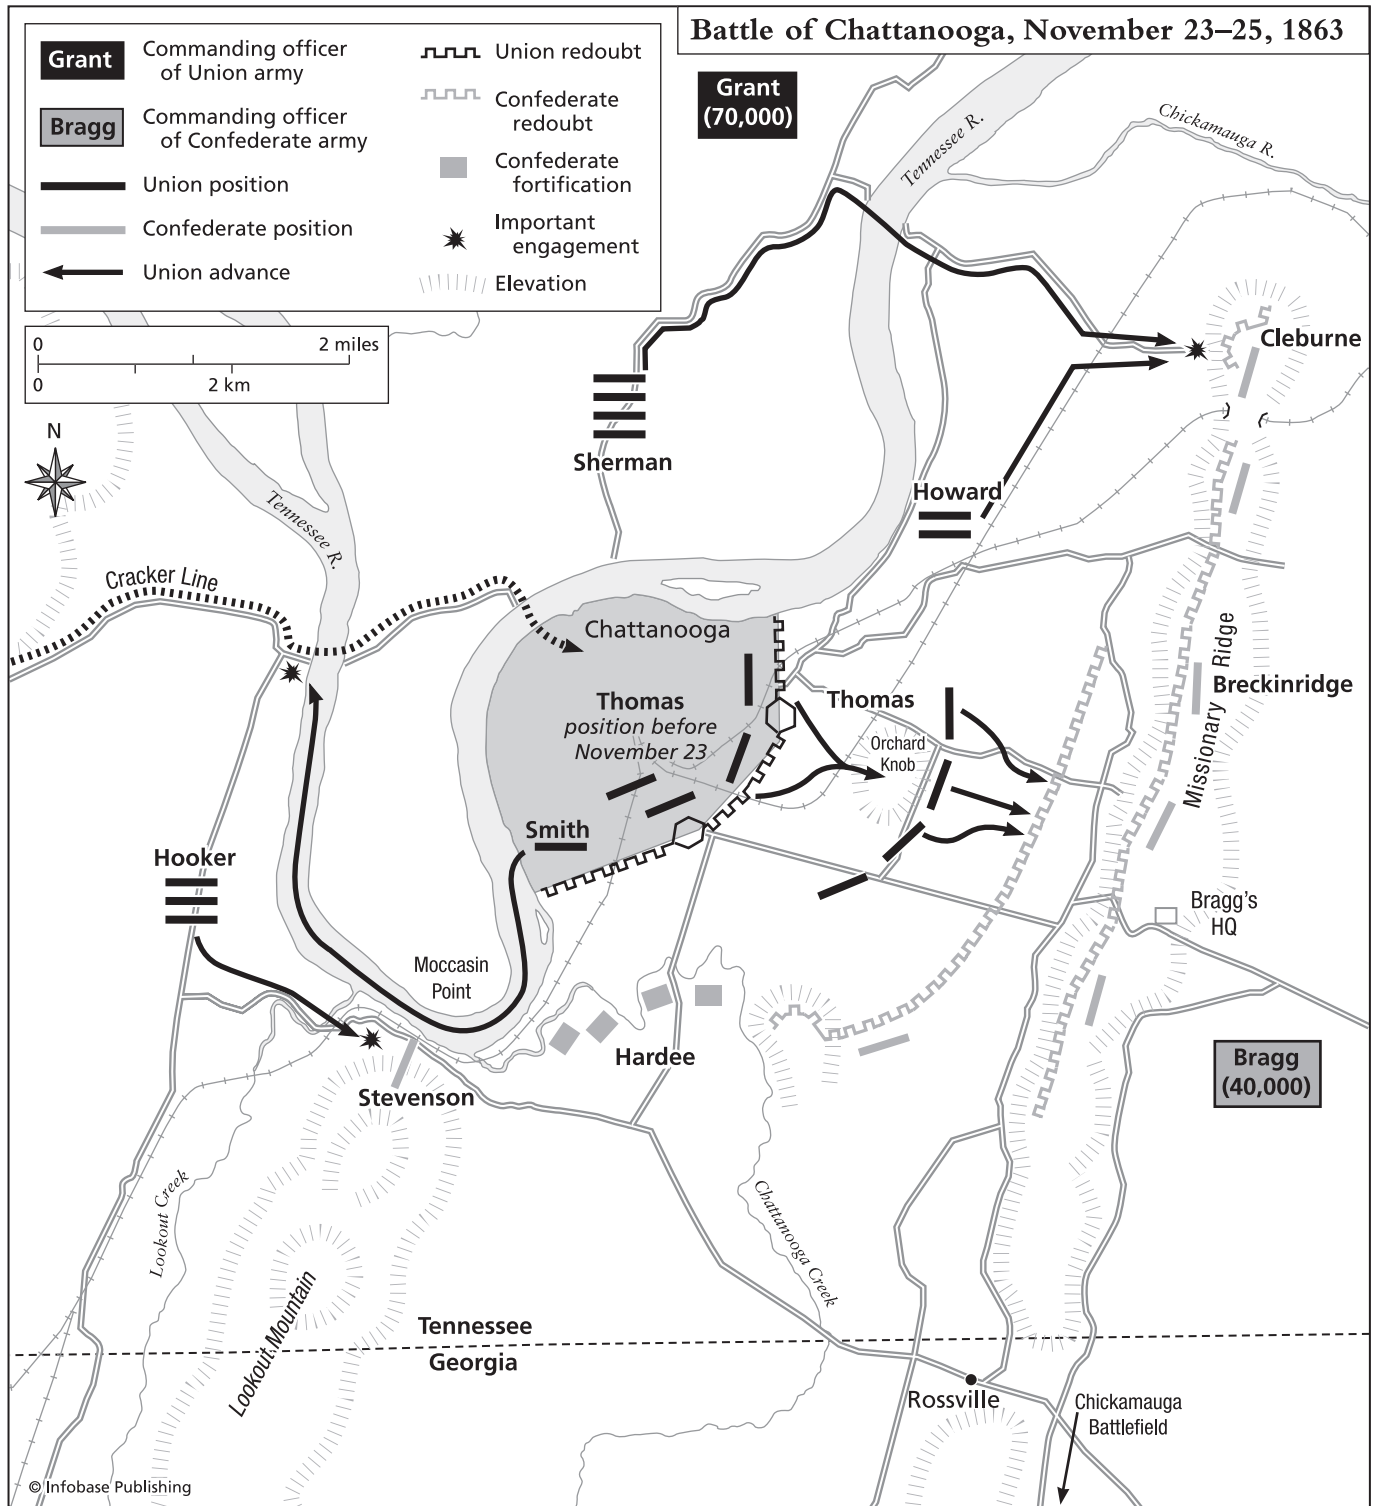 Battle of Chattanooga, November 23–25, 1863
Grant
Commanding officer
of Union army
Bragg
Commanding officer
of Confederate army
Union position
Confederate position
Union advance
Union redoubt
Confederate
redoubt
Confederate
fortification
Important
engagement
Elevation
0
2 miles
0
2 km
N
Grant
(70,000)
Tennessee R.
Chickamauga R.
Cleburne
Sherman
Howard
Tennessee R.
Cracker Line
Chattanooga
Thomas
position before
November 23
Thomas
Orchard
Knob
Missionary Ridge
Breckinridge
Smith
Hooker
Bragg's
HQ
Moccasin
Point
Hardee
Stevenson
Bragg
(40,000)
Lookout Creek
Chattanooga Creek
Lookout Mountain
Tennessee
Georgia
Rossville
Chickamauga
Battlefield
© Infobase Publishing